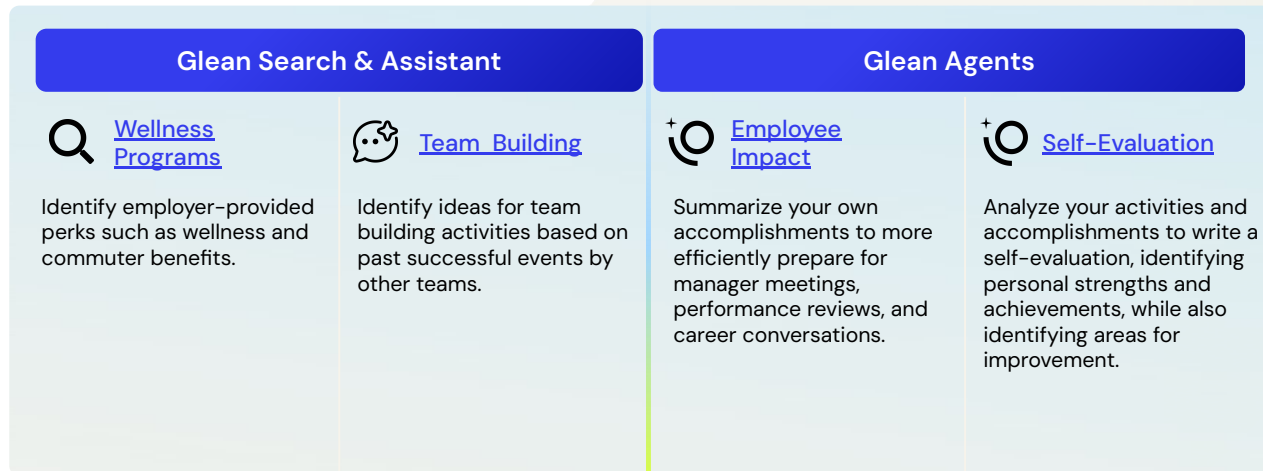 Glean Search & Assistant
Wellness
Programs
Identify employer-provided
perks such as wellness and
commuter benefits.
Team Building
Identify ideas for team
building activities based on
past successful events by
other teams.
Glean Agents
Employee
Impact
Summarize your own
accomplishments to more
efficiently prepare for
manager meetings,
performance reviews, and
career conversations.
Self-Evaluation
Analyze your activities and
accomplishments to write a
self-evaluation, identifying
personal strengths and
achievements, while also
identifying areas for
improvement.